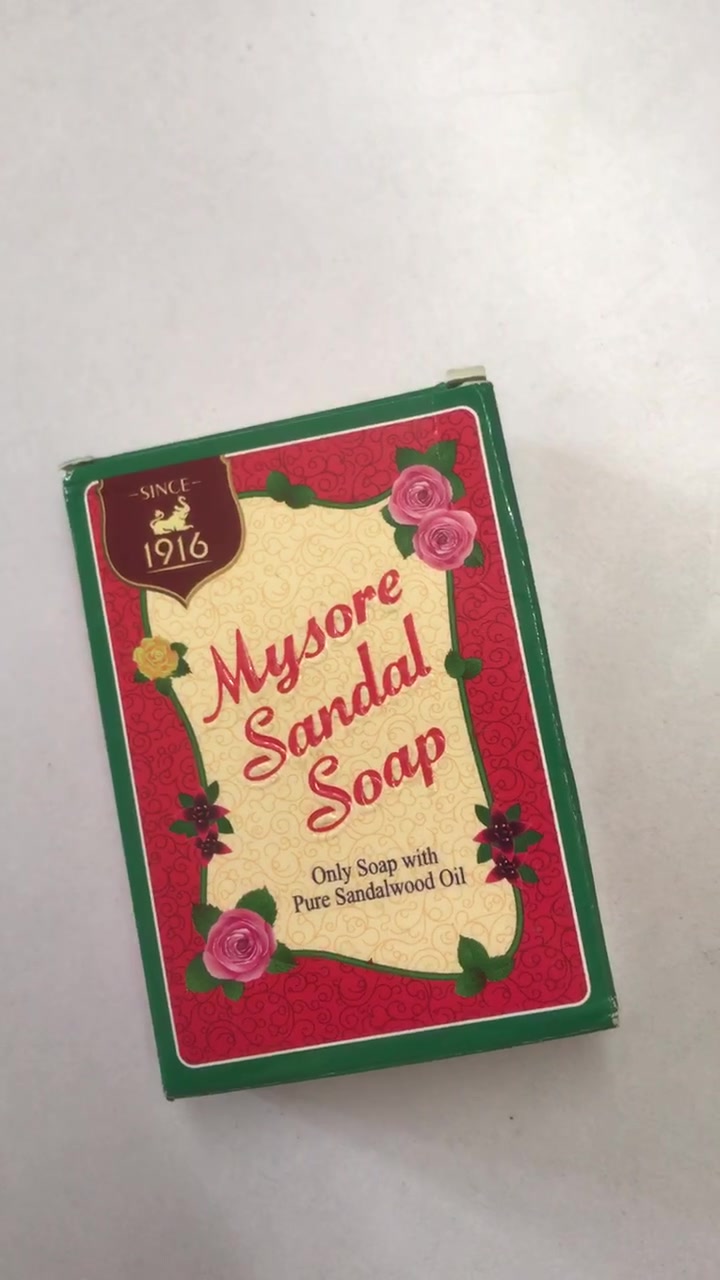 -SINCE-
1916
Mysore
Sandal
Soap
Only Soap with
Pure Sandalwood Oil